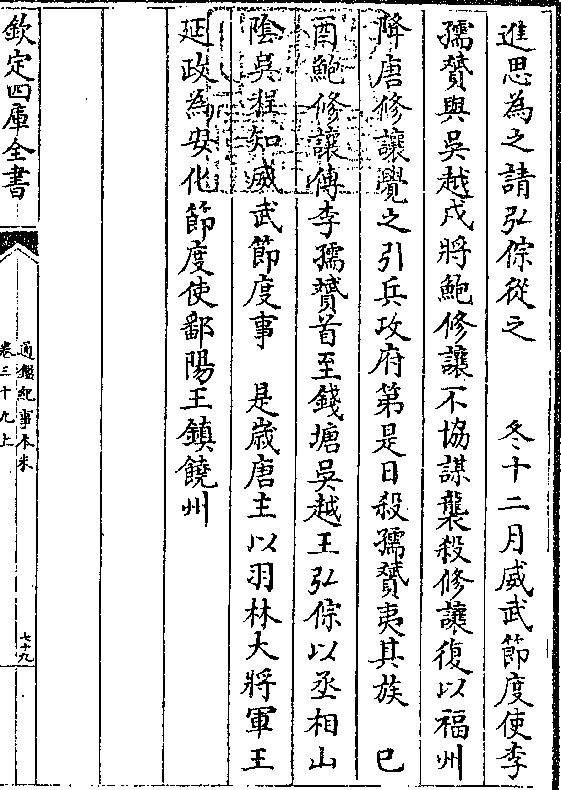 進思為之請弘倧從之　冬十二月威武節度使李
孺贇與吳越戍將鮑修讓不協謀襲殺修讓復以福州
降唐修讓覺之引兵攻府第是日殺孺贇夷其族　已
酉鮑修讓傳李孺贇首至錢塘吳越王弘倧以丞相山
陰吳程知威武節度事　是歲唐主以羽林大將軍王
延政為安化節度使鄱陽王鎮饒州
欽定四庫全書
通鑑紀事本末
卷三十九上
七十九